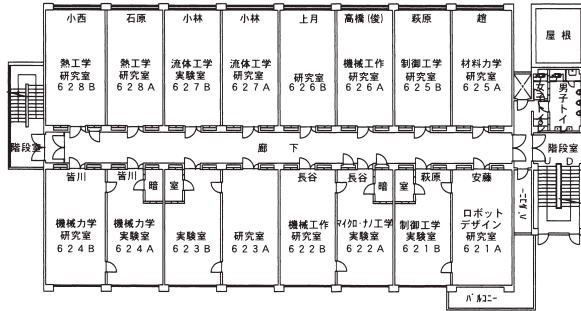 小西 石原 小林 小林 上月 高橋(俊) 萩原 趙
屋根
熱工学 熱工学 流体工学 流体工学 研究室 機械工作 制御工学 材料力学
研究室 研究室 実験室 研究室 626B 研究室 研究室 研究室
628B 628A 627B 627A 626A 625B 625A
女子トイレ
男子トイレ
階段室 廊下 階段室
U D
皆川 皆川 暗室 長谷 長谷 暗室 萩原 安藤
機械力学 機械力学 実験室 研究室 機械工作 マイクロ・ナノ工学 制御工学 ロボット
研究室 実験室 623B 623A 研究室 実験室 実験室 デザイン
624B 624A 622B 622A 621B 研究室
621A
バルコニー
バルコニー